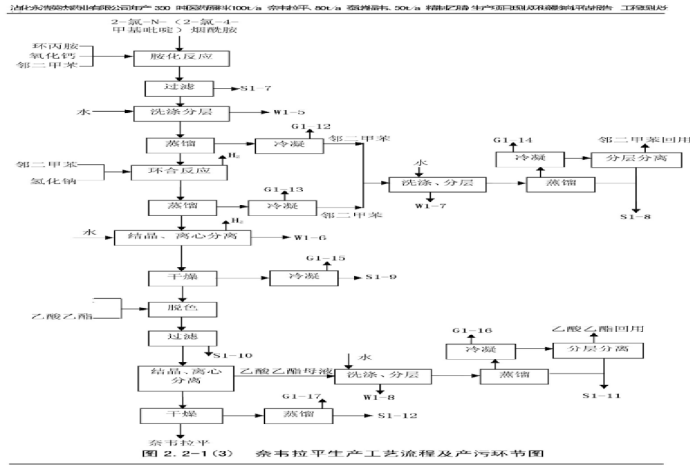 2-氯-N-(2-氯-4-
甲基吡啶)烟酰胺
环丙胺
氧化钙
邻二甲苯
胺化反应
过滤
S1-7
水
洗涤分层
W1-5
G1-12
蒸馏
冷凝
邻二甲苯
H₂
邻二甲苯
氢化钠
环合反应
G1-13
蒸馏
冷凝
邻二甲苯
水
洗涤、分层
W1-7
G1-14
冷凝
蒸馏
邻二甲苯回用
分层分离
S1-8
H₂
水
结晶、离心分离
W1-6
G1-15
干燥
冷凝
S1-9
乙酸乙酯
脱色
过滤
S1-10
结晶、离心
分离
乙酸乙酯母液
水
洗涤、分层
W1-8
G1-16
冷凝
蒸馏
乙酸乙酯回用
分层分离
S1-11
G1-17
干燥
蒸馏
S1-12
奈韦拉平
图 2.2-1(3) 奈韦拉平生产工艺流程及产污环节图